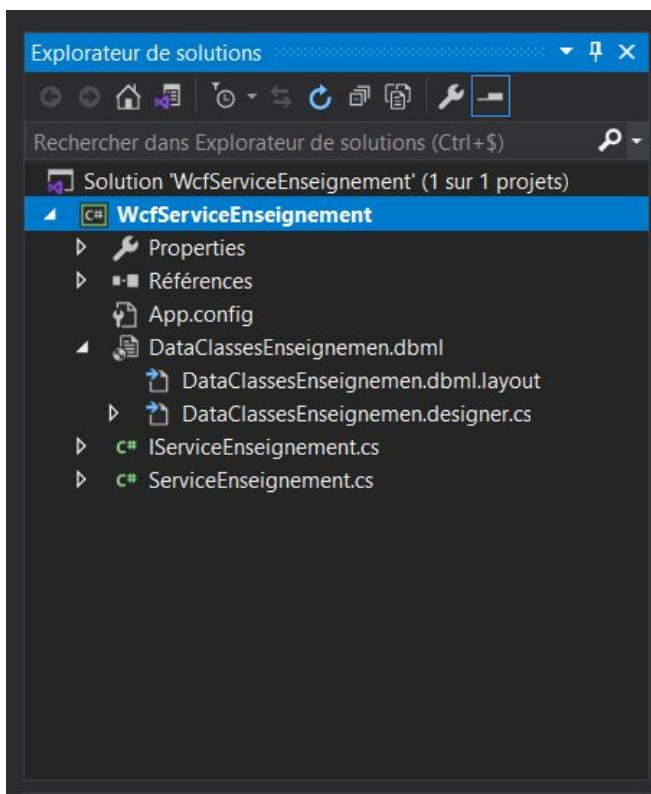 Explorateur de solutions
Rechercher dans Explorateur de solutions (Ctrl+$)
Solution 'WcfServiceEnseignement' (1 sur 1 projets)
C# WcfServiceEnseignement
Properties
Références
App.config
DataClassesEnseignemen.dbml
DataClassesEnseignemen.dbml.layout
DataClassesEnseignemen.designer.cs
C# IServiceEnseignement.cs
C# ServiceEnseignement.cs